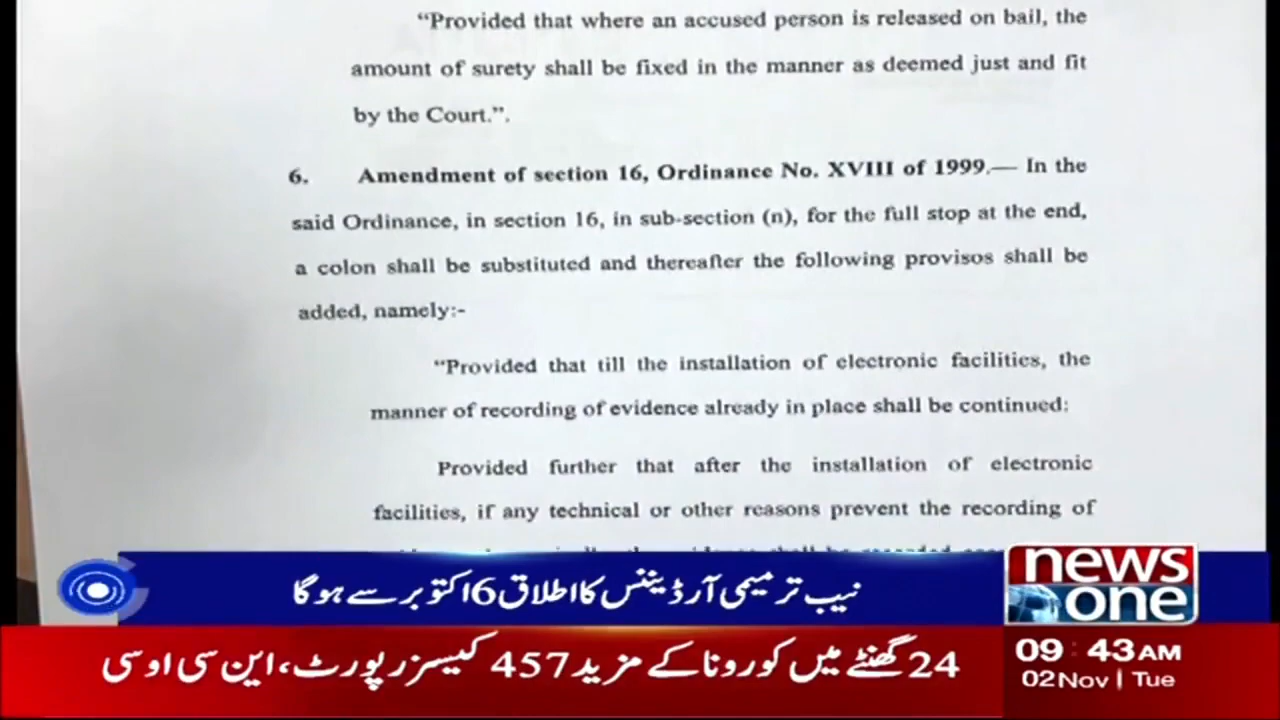 “Provided that where an accused person is released on bail, the
amount of surety shall be fixed in the manner as deemed just and fit
by the Court.”.
6. Amendment of section 16, Ordinance No. XVIII of 1999.— In the
said Ordinance, in section 16, in sub-section (n), for the full stop at the end,
a colon shall be substituted and thereafter the following provisos shall be
added, namely:-
“Provided that till the installation of electronic facilities, the
manner of recording of evidence already in place shall be continued:
Provided further that after the installation of electronic
facilities, if any technical or other reasons prevent the recording of
نیب ترمیمی آرڈیننس کا اطلاق 6 اکتوبر سے ہوگا
news
one
24 گھنٹے میں کورونا کے مزید 457 کیسز رپورٹ، این سی او سی
09 43 AM
02 Nov | Tue